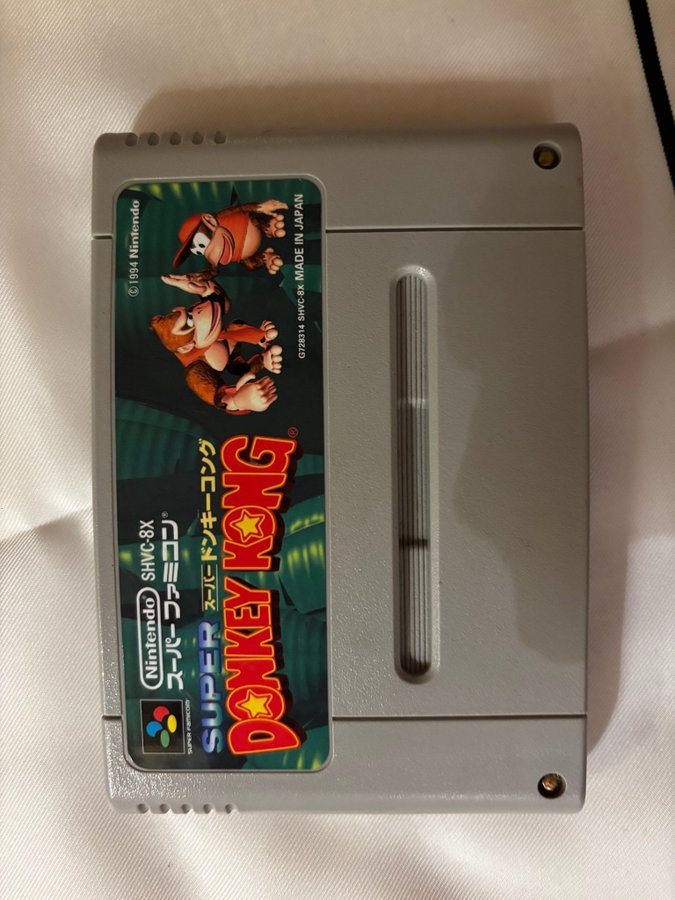 Nintendo® SHVC-8X
スーパーファミコン®
SUPER FAMICOM
SUPER スーパードンキーコング
DONKEY KONG®
© 1994 Nintendo
G728314 SHVC-8X MADE IN JAPAN